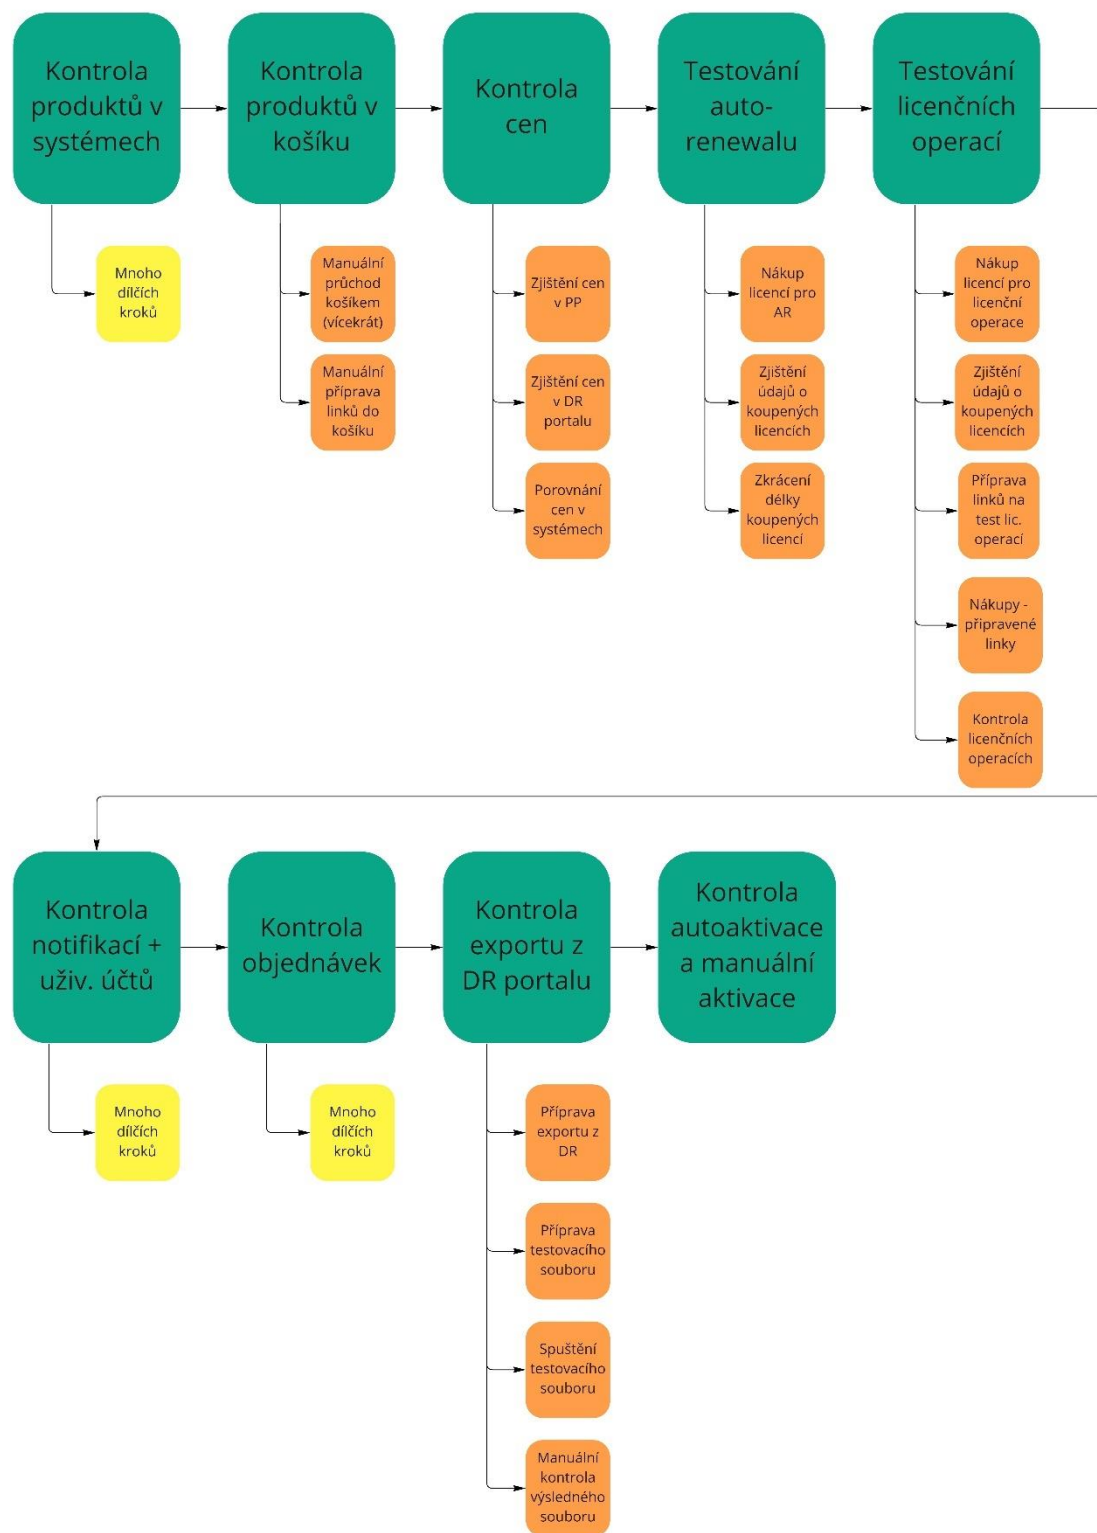 Kontrola
produktů v
systémech
Kontrola
produktů v
košíku
Kontrola
cen
Testování
auto-
renewalu
Testování
licenčních
operací
Mnoho
dílčích
kroků
Manuální
průchod
košíkem
(vícekrát)
Manuální
příprava
linků do
košíku
Zjištění cen
v PP
Zjištění cen
v DR
portalu
Porovnání
cen v
systémech
Nákup
licencí pro
AR
Zjištění
údajů o
koupených
licencích
Zkrácení
délky
koupených
licencí
Nákup
licencí pro
licenční
operace
Zjištění
údajů o
koupených
licencích
Příprava
linků na
test lic.
operací
Nákupy -
připravené
linky
Kontrola
licenčních
operacích
Kontrola
notifikací +
uživ. účtů
Kontrola
objednávek
Kontrola
exportu z
DR portalu
Kontrola
autoaktivace
a manuální
aktivace
Mnoho
dílčích
kroků
Mnoho
dílčích
kroků
Příprava
exportu z
DR
Příprava
testovacího
souboru
Spuštění
testovacího
souboru
Manuální
kontrola
výsledného
souboru